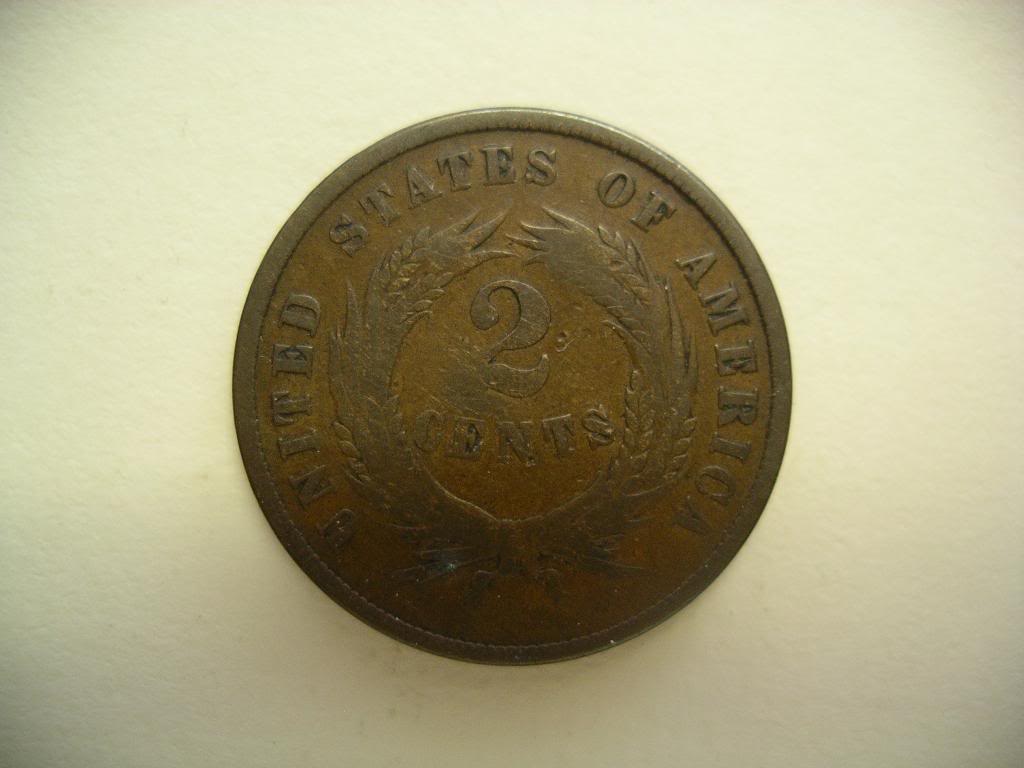 UNITED STATES OF AMERICA
2
CENTS